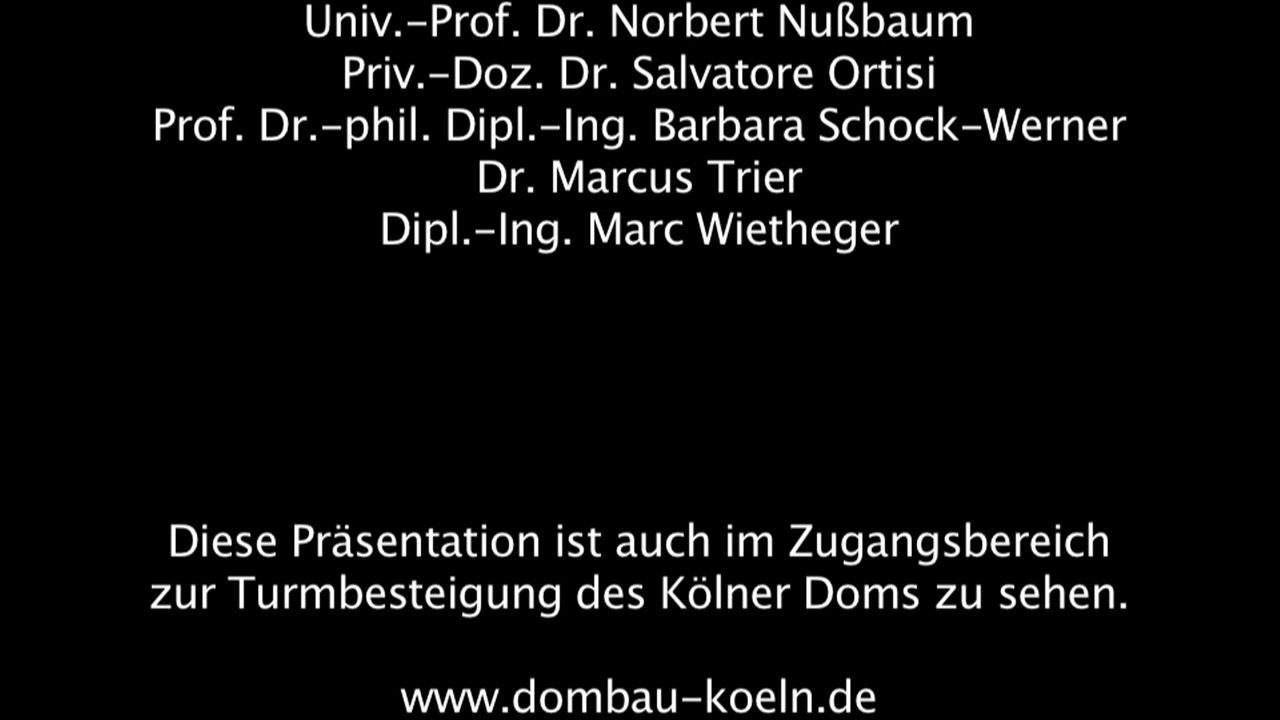 Univ.-Prof. Dr. Norbert Nußbaum
Priv.-Doz. Dr. Salvatore Ortisi
Prof. Dr.-phil. Dipl.-Ing. Barbara Schock-Werner
Dr. Marcus Trier
Dipl.-Ing. Marc Wietheger
Diese Präsentation ist auch im Zugangsbereich
zur Turmbesteigung des Kölner Doms zu sehen.
www.dombau-koeln.de